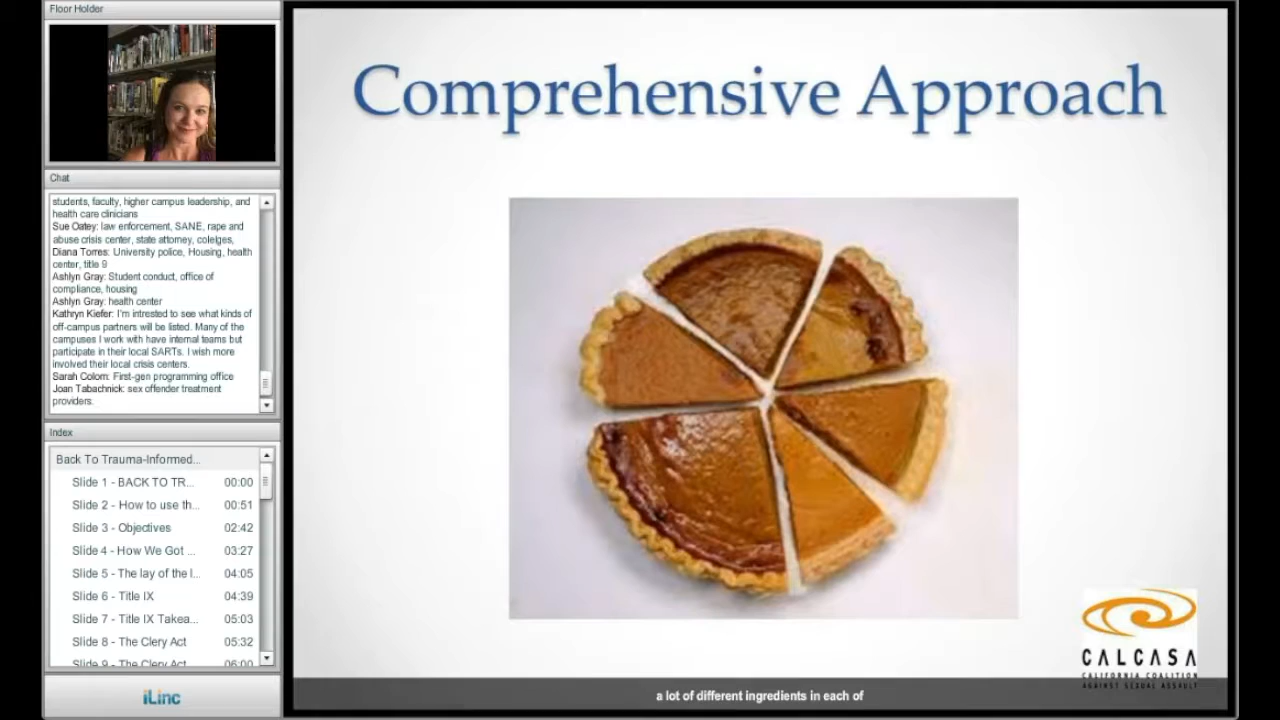 Floor Holder
Chat
students, faculty, higher campus leadership, and
health care clinicians
Sue Oatey: law enforcement, SANE, rape and
abuse crisis center, state attorney, colelges,
Diana Torres: University police, Housing, health
center, title 9
Ashlyn Gray: Student conduct, office of
compliance, housing
Ashlyn Gray: health center
Kathryn Kiefer: I'm intrested to see what kinds of
off-campus partners will be listed. Many of the
campuses I work with have internal teams but
participate in their local SARTs. I wish more
involved their local crisis centers.
Sarah Colom: First-gen programming office
Joan Tabachnick: sex offender treatment
providers.
Index
Back To Trauma-Informed...
Slide 1 - BACK TO TR... 00:00
Slide 2 - How to use th... 00:51
Slide 3 - Objectives 02:42
Slide 4 - How We Got ... 03:27
Slide 5 - The lay of the l... 04:05
Slide 6 - Title IX 04:39
Slide 7 - Title IX Takea... 05:03
Slide 8 - The Clery Act 05:32
Slide 9 - The Clery Act 06:00
iLinc
Comprehensive Approach
CALCASA
CALIFORNIA COALITION
AGAINST SEXUAL ASSAULT
a lot of different ingredients in each of